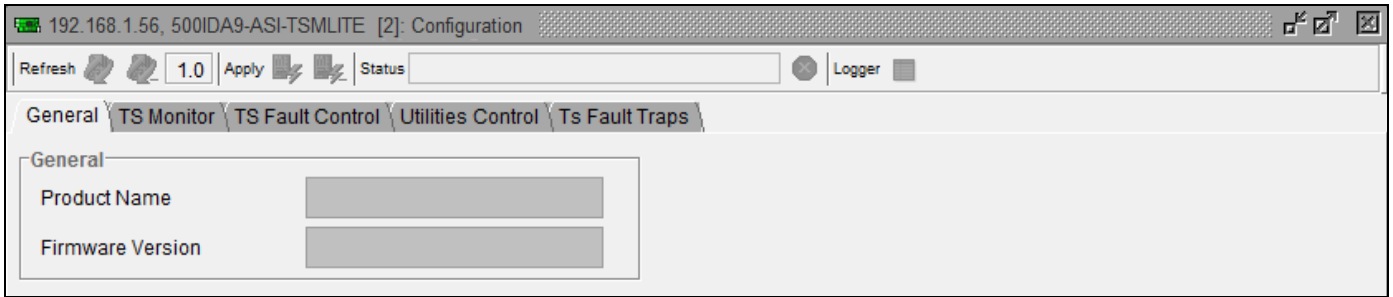 192.168.1.56, 500IDA9-ASI-TSMLITE [2]: Configuration
Refresh 1.0 Apply Status Logger
General TS Monitor TS Fault Control Utilities Control Ts Fault Traps
General
Product Name
Firmware Version